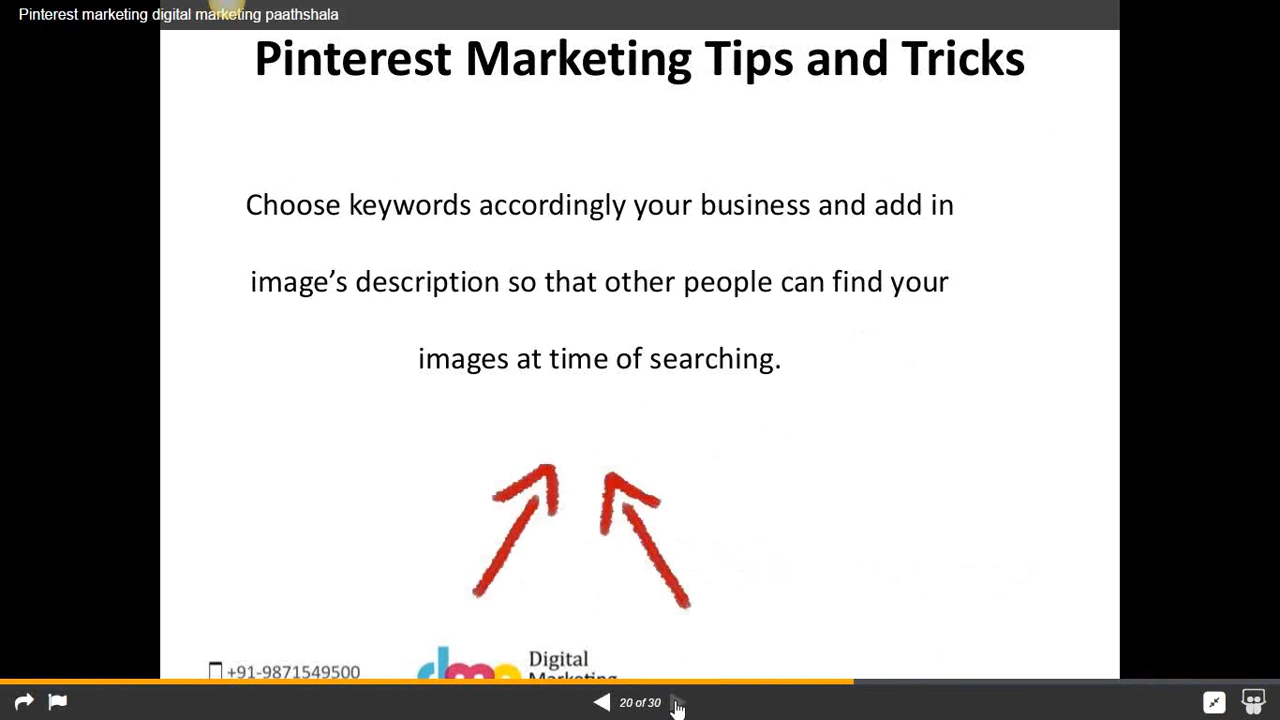 Pinterest marketing digital marketing paathshala
Pinterest Marketing Tips and Tricks
Choose keywords accordingly your business and add in
image’s description so that other people can find your
images at time of searching.
+91-9871549500
dmp
Digital
Marketing
20 of 30